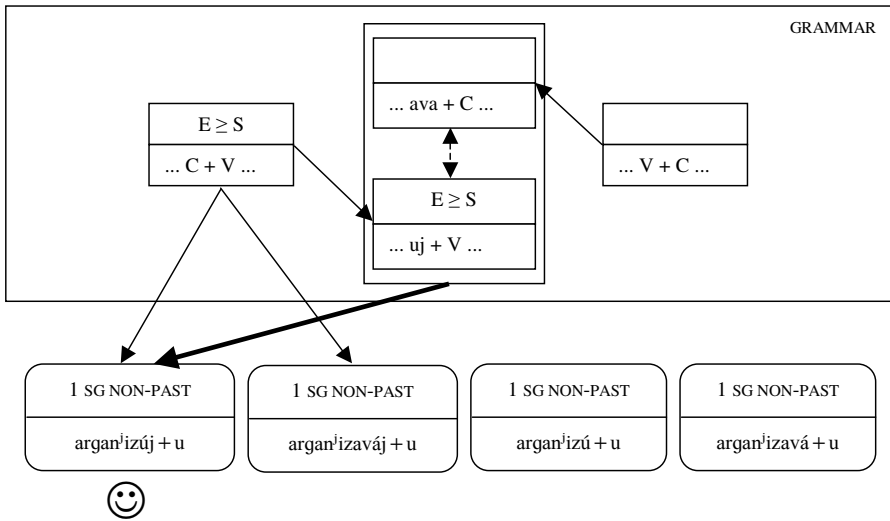 GRAMMAR
... ava + C ...
E ≥ S
... C + V ...
... V + C ...
E ≥ S
... uj + V ...
1 SG NON-PAST
arganʲizúj + u
1 SG NON-PAST
arganʲizaváj + u
1 SG NON-PAST
arganʲizú + u
1 SG NON-PAST
arganʲizavá + u